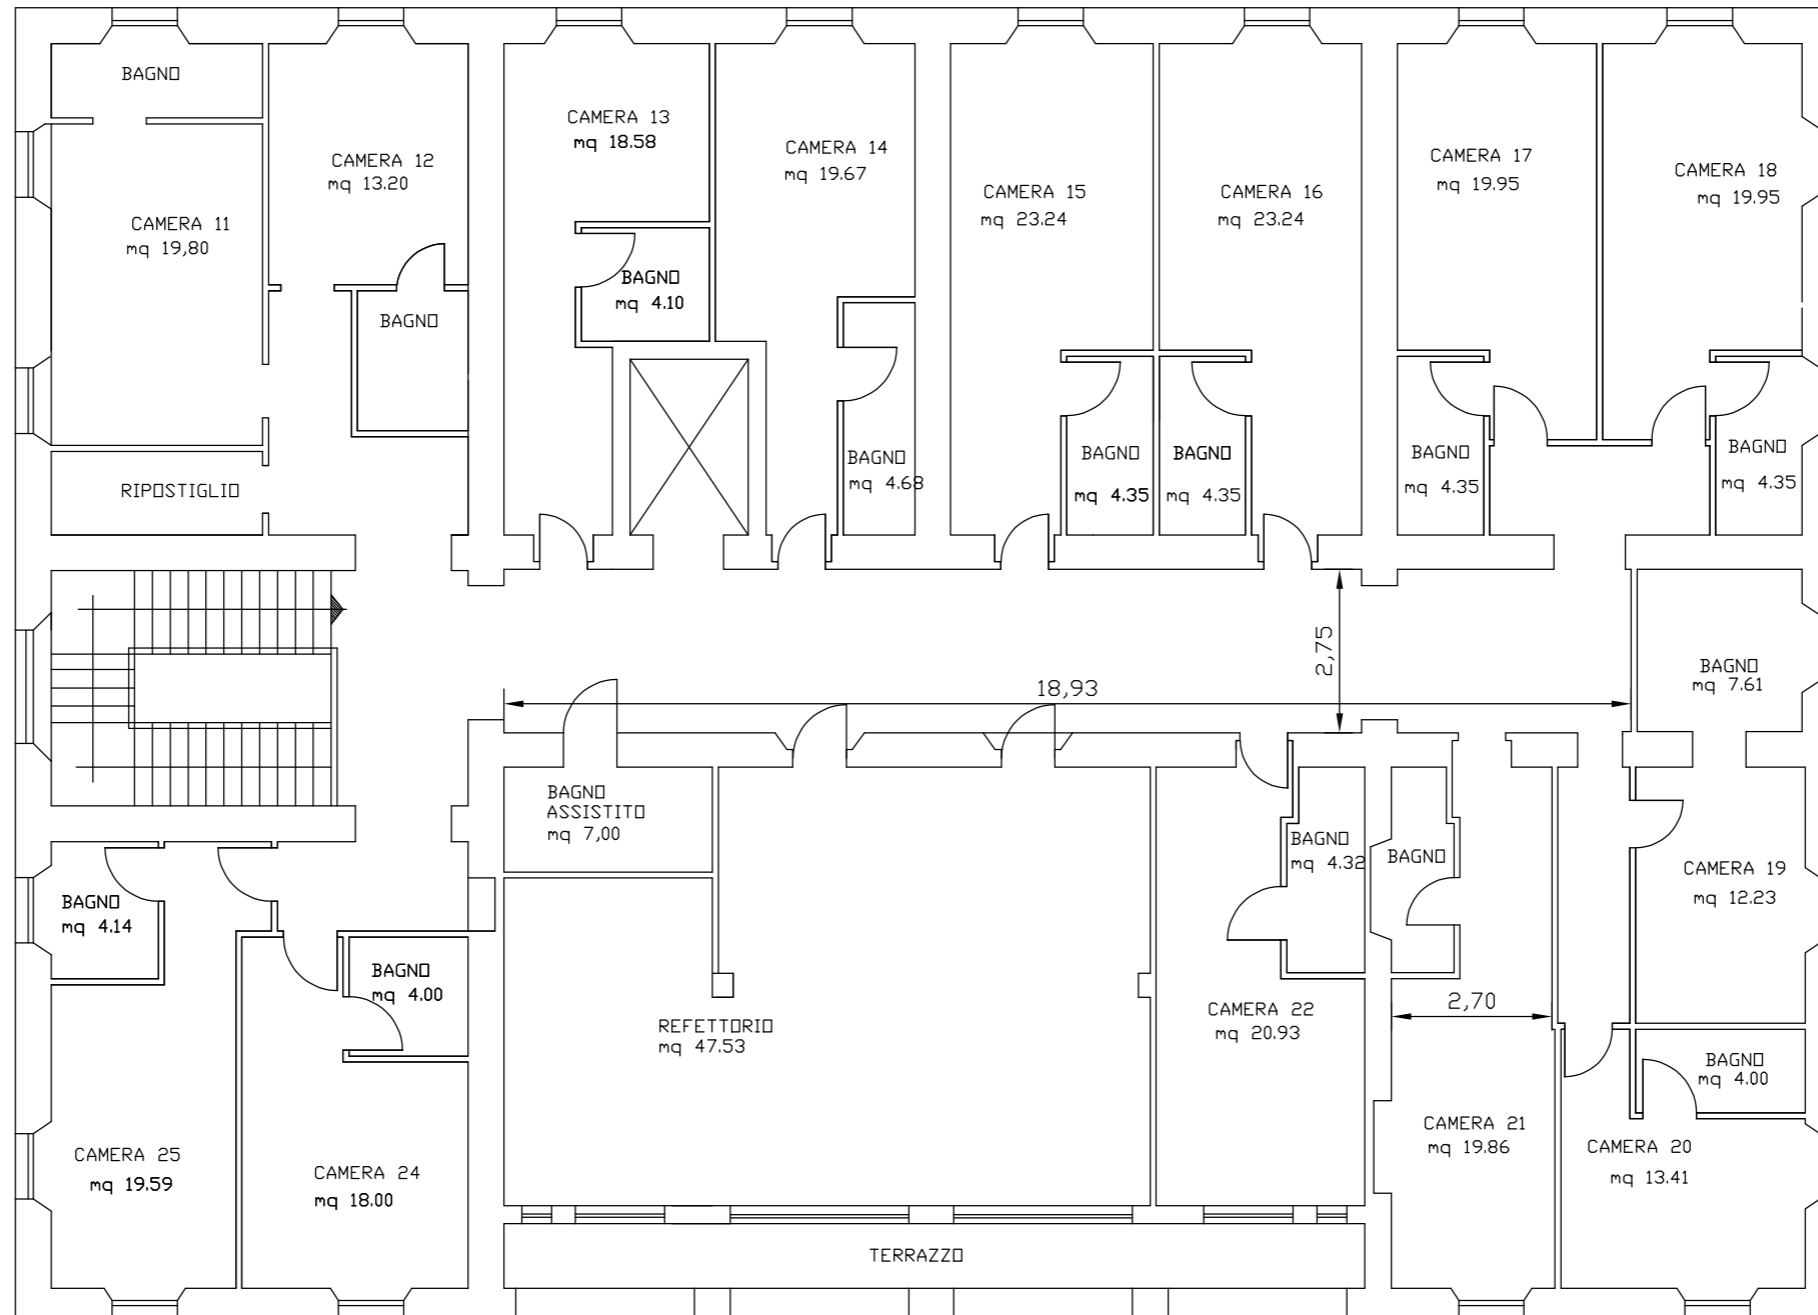 BAGNO
CAMERA 11
mq 19,80
RIPOSTIGLIO
CAMERA 12
mq 13.20
BAGNO
CAMERA 13
mq 18.58
BAGNO
mq 4.10
CAMERA 14
mq 19.67
BAGNO
mq 4.68
CAMERA 15
mq 23.24
BAGNO
mq 4.35
CAMERA 16
mq 23.24
BAGNO
mq 4.35
CAMERA 17
mq 19.95
BAGNO
mq 4.35
CAMERA 18
mq 19.95
BAGNO
mq 4.35
2,75
18,93
BAGNO
mq 7.61
BAGNO
ASSISTITO
mq 7,00
BAGNO
mq 4.32
BAGNO
CAMERA 19
mq 12.23
BAGNO
mq 4.14
BAGNO
mq 4.00
REFETTORIO
mq 47.53
CAMERA 22
mq 20.93
2,70
BAGNO
mq 4.00
CAMERA 25
mq 19.59
CAMERA 24
mq 18.00
CAMERA 21
mq 19.86
CAMERA 20
mq 13.41
TERRAZZO